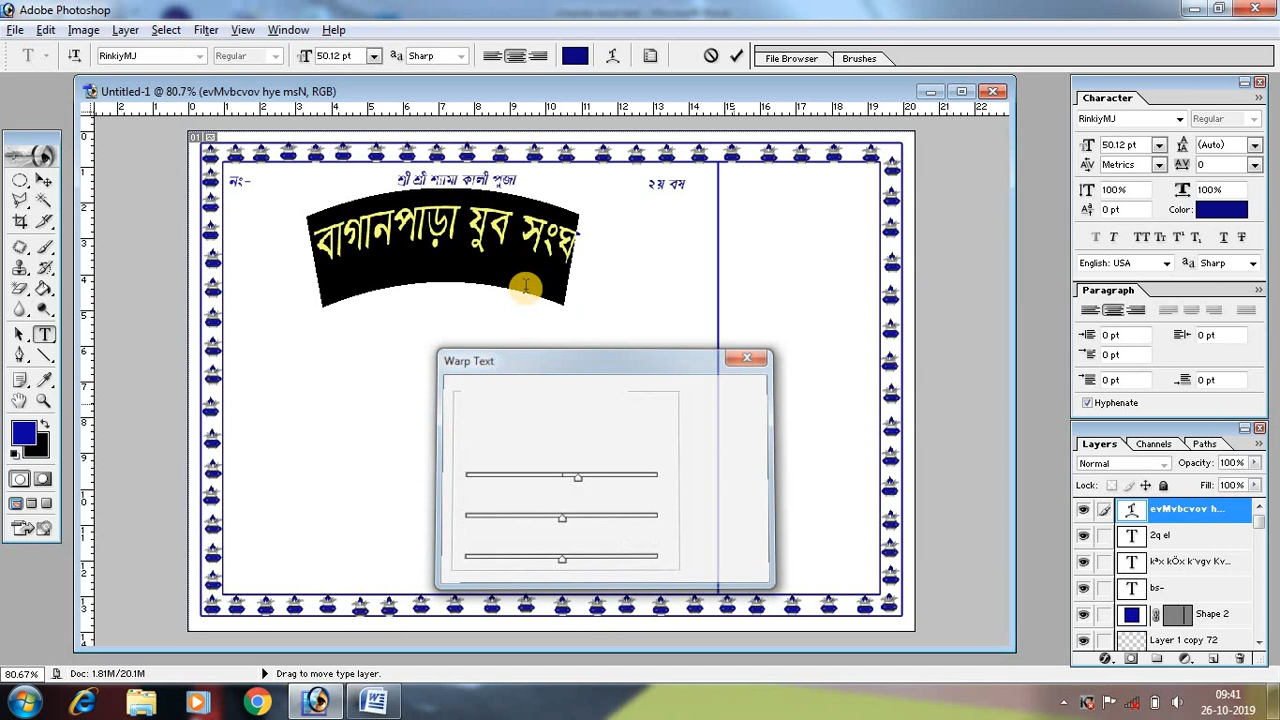 Adobe Photoshop
File Edit Image Layer Select Filter View Window Help
RinkiyMJ Regular 50.12 pt Sharp File Browser Brushes
Untitled-1 @ 80.7% (evMvbcvov hye msN, RGB)
নং- শ্রী শ্রী শ্যামা কালী পুজা ২য় বর্ষ
বাগানপাড়া যুব সংঘ
Warp Text
Character
RinkiyMJ Regular
50.12 pt (Auto)
Metrics 0
100% 100%
0 pt Color:
English: USA Sharp
Paragraph
0 pt 0 pt
0 pt
0 pt 0 pt
Hyphenate
Layers Channels Paths
Normal Opacity: 100%
Lock: Fill: 100%
evMvbcvov h...
2q el
kªx kÖx k¨vgv Kv...
bs-
Shape 2
Layer 1 copy 72
80.67% Doc: 1.81M/20.1M Drag to move type layer.
09:41
26-10-2019